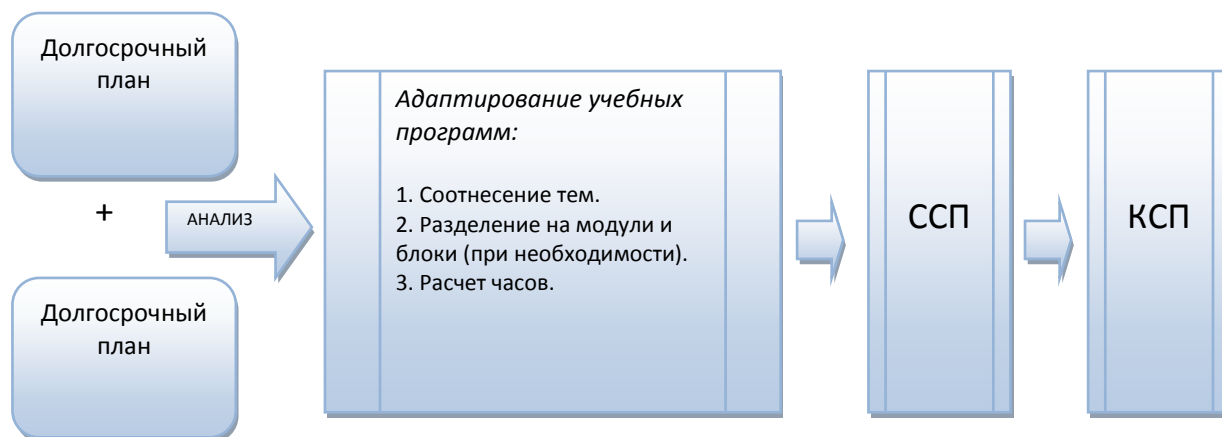 Долгосрочный
план
+
АНАЛИЗ
Долгосрочный
план
Адаптирование учебных
программ:
1. Соотнесение тем.
2. Разделение на модули и
блоки (при необходимости).
3. Расчет часов.
ССП
КСП